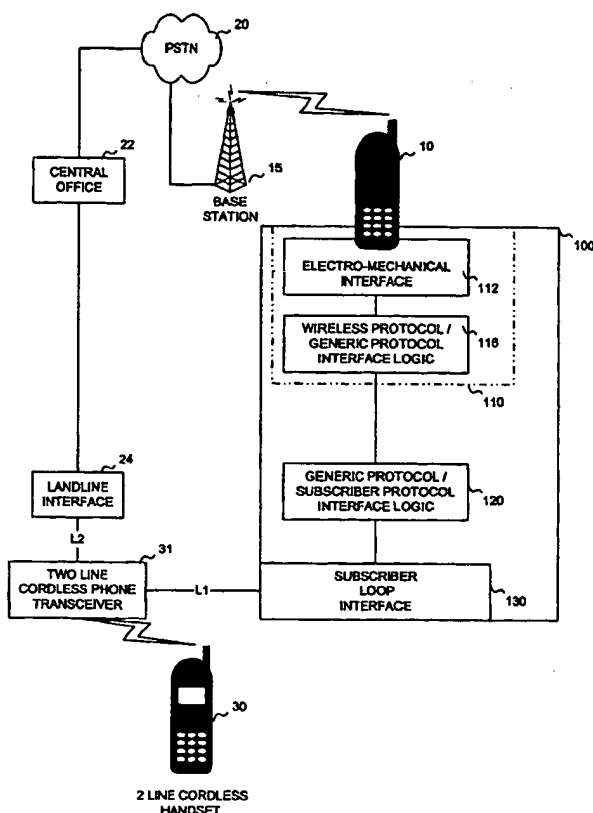 20
PSTN
22
CENTRAL
OFFICE
15
BASE
STATION
10
100
ELECTRO-MECHANICAL
INTERFACE
112
WIRELESS PROTOCOL /
GENERIC PROTOCOL
INTERFACE LOGIC
116
110
24
LANDLINE
INTERFACE
GENERIC PROTOCOL /
SUBSCRIBER PROTOCOL
INTERFACE LOGIC
120
L2
31
TWO LINE
CORDLESS PHONE
TRANSCEIVER
L1
SUBSCRIBER
LOOP
INTERFACE
130
30
2 LINE CORDLESS
HANDSET